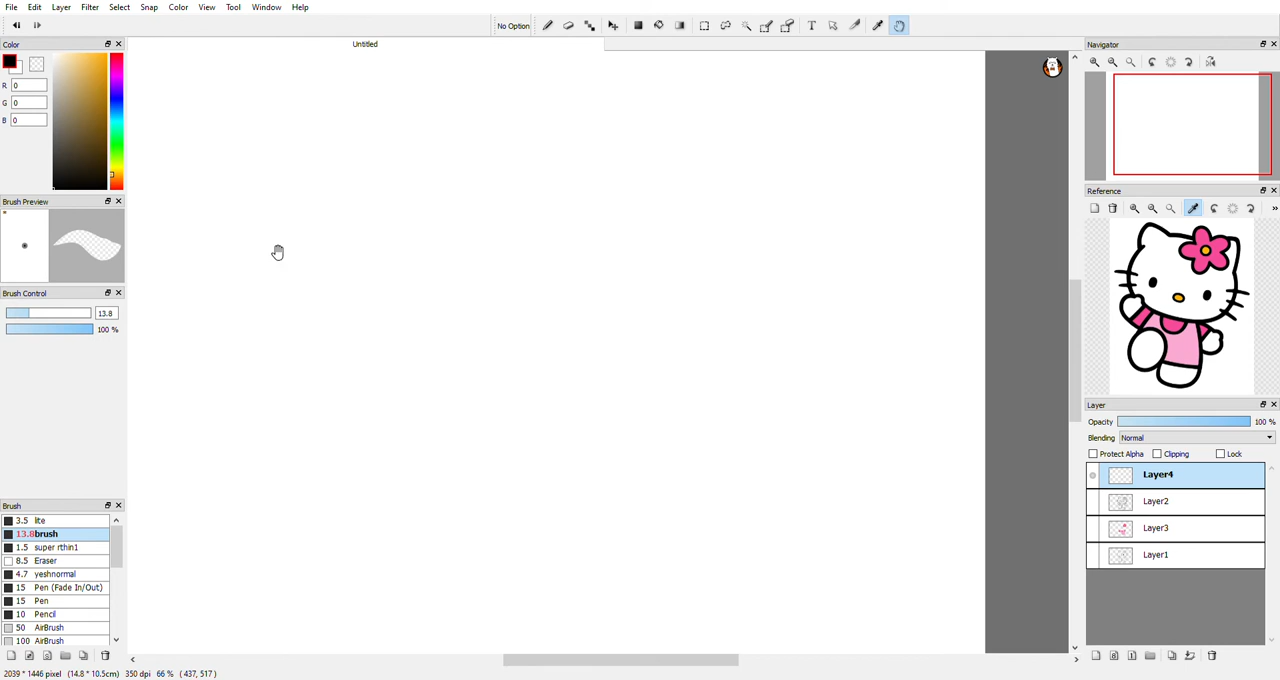 File Edit Layer Filter Select Snap Color View Tool Window Help
No Option
Color
Untitled
Navigator
R 0
G 0
B 0
Brush Preview
Reference
Brush Control
13.8
100 %
Layer
Opacity 100 %
Blending Normal
Protect Alpha Clipping Lock
Layer4
Layer2
Layer3
Layer1
Brush
3.5 lite
13.8brush
1.5 super rthin1
8.5 Eraser
4.7 yeshnormal
15 Pen (Fade In/Out)
15 Pen
10 Pencil
50 AirBrush
100 AirBrush
2039 * 1446 pixel (14.8 * 10.5cm) 350 dpi 66 % ( 437, 517 )